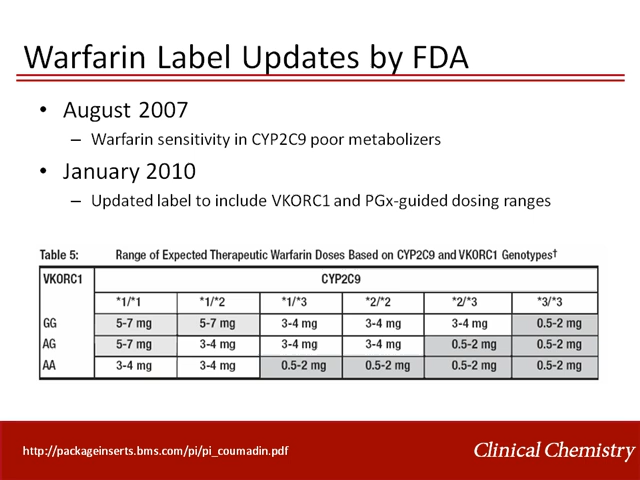 Warfarin Label Updates by FDA
• August 2007
– Warfarin sensitivity in CYP2C9 poor metabolizers
• January 2010
– Updated label to include VKORC1 and PGx-guided dosing ranges
Table 5: Range of Expected Therapeutic Warfarin Doses Based on CYP2C9 and VKORC1 Genotypes†
VKORC1 CYP2C9
*1/*1 *1/*2 *1/*3 *2/*2 *2/*3 *3/*3
GG 5-7 mg 5-7 mg 3-4 mg 3-4 mg 3-4 mg 0.5-2 mg
AG 5-7 mg 3-4 mg 3-4 mg 3-4 mg 0.5-2 mg 0.5-2 mg
AA 3-4 mg 3-4 mg 0.5-2 mg 0.5-2 mg 0.5-2 mg 0.5-2 mg
http://packageinserts.bms.com/pi/pi_coumadin.pdf
Clinical Chemistry